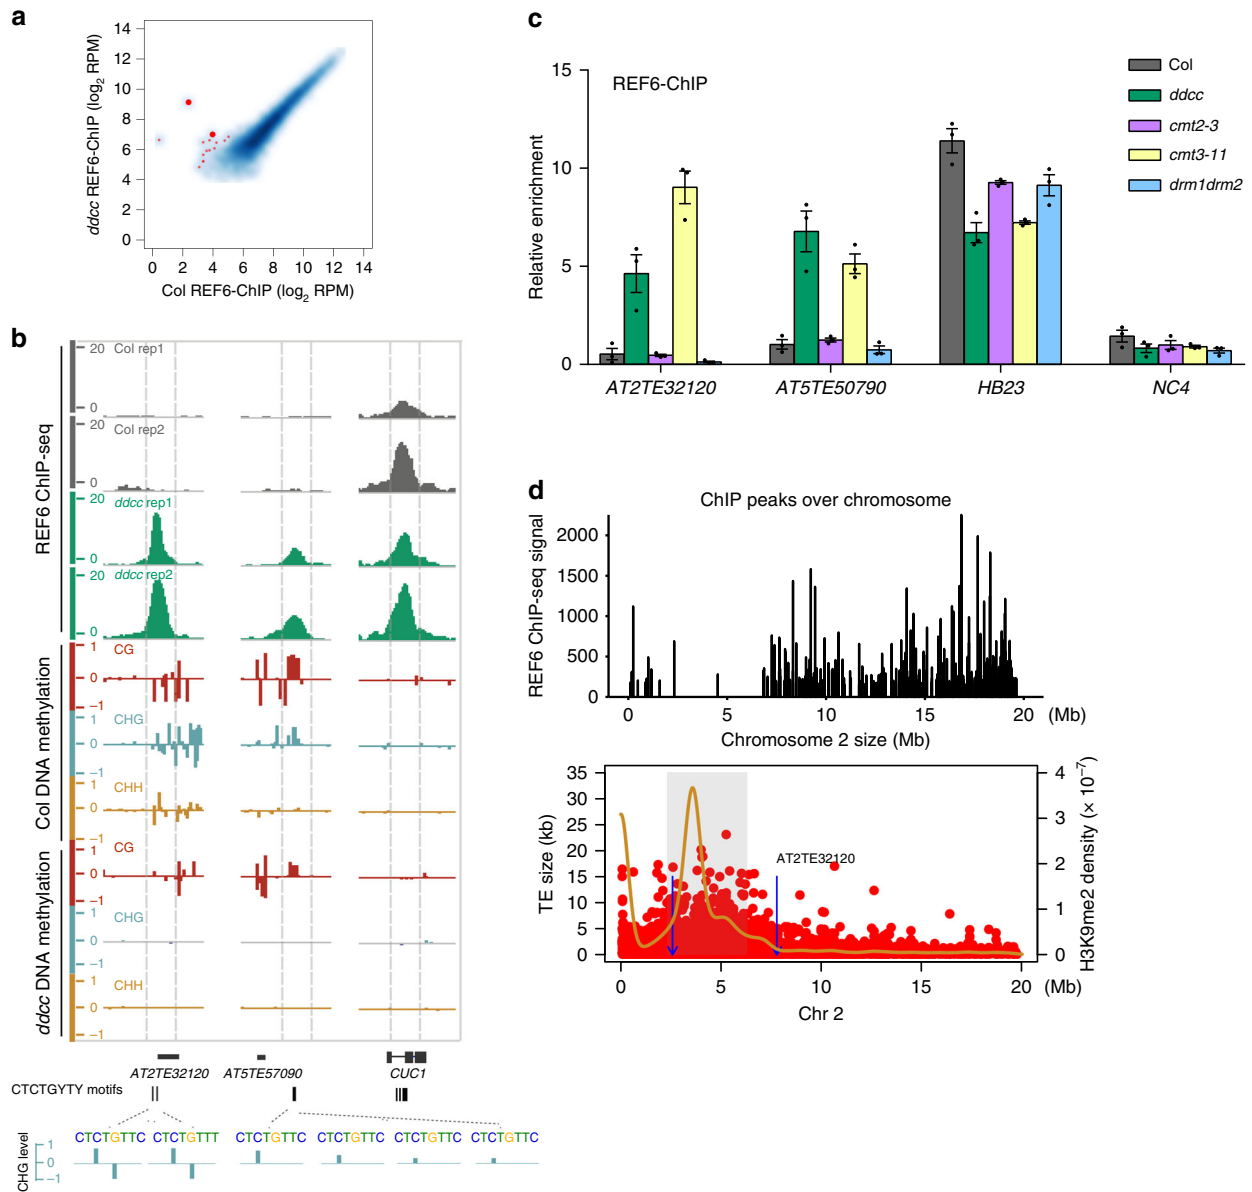 a
14
12
10
8
6
4
2
0
ddcc REF6-ChIP (log2 RPM)
0 2 4 6 8 10 12 14
Col REF6-ChIP (log2 RPM)
b
REF6 ChIP-seq
20 Col rep1
0
20 Col rep2
0
20 ddcc rep1
0
20 ddcc rep2
0
Col DNA methylation
1 CG
0
−1
1 CHG
0
−1
1 CHH
0
−1
ddcc DNA methylation
1 CG
0
−1
1 CHG
0
−1
1 CHH
0
−1
AT2TE32120 AT5TE57090 CUC1
CTCTGYTY motifs
CTCTGTTC CTCTGTTT CTCTGTTC CTCTGTTC CTCTGTTC CTCTGTTC
CHG level
1
0
−1
c
REF6-ChIP
Relative enrichment
15
10
5
0
Col
ddcc
cmt2-3
cmt3-11
drm1drm2
AT2TE32120 AT5TE50790 HB23 NC4
d
ChIP peaks over chromosome
REF6 ChIP-seq signal
2000
1500
1000
500
0
0 5 10 15 20 (Mb)
Chromosome 2 size (Mb)
TE size (kb)
35
30
25
20
15
10
5
0
AT2TE32120
4
3
2
1
0
H3K9me2 density (× 10−7)
0 5 10 15 20 (Mb)
Chr 2